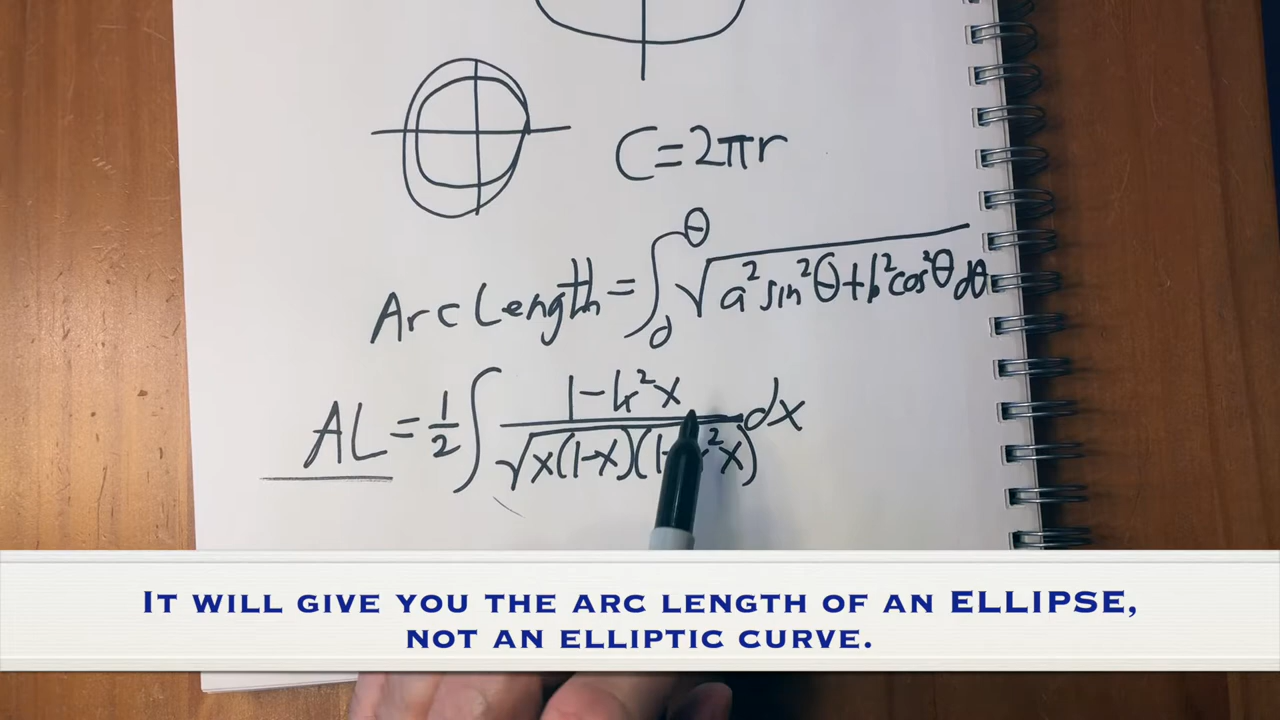 C=2πr
Arc Length = ∫_d^θ √(a²sin²θ+b²cos²θ dθ
AL = 1/2 ∫ (1-k²x)/√(x(1-x)(1-k²x)) dx
IT WILL GIVE YOU THE ARC LENGTH OF AN ELLIPSE,
NOT AN ELLIPTIC CURVE.